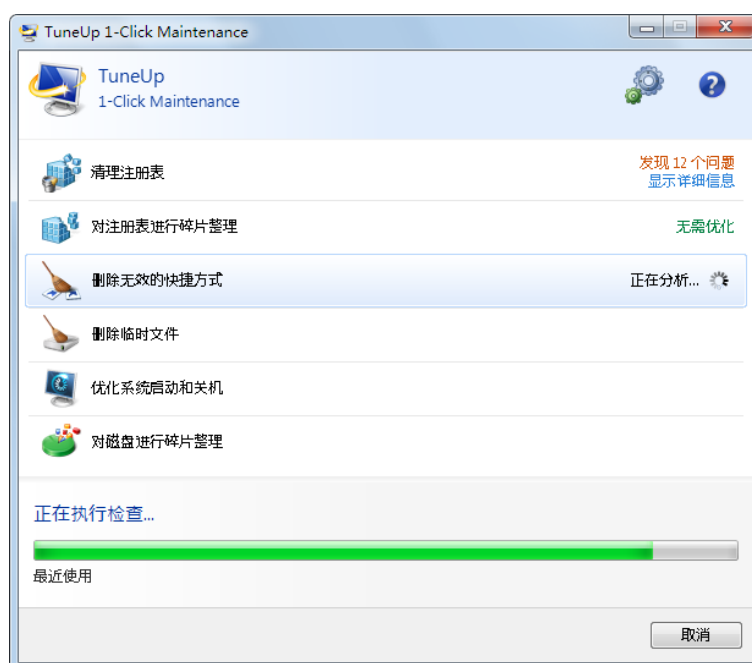 TuneUp 1-Click Maintenance
TuneUp
1-Click Maintenance
?
清理注册表
发现 12 个问题
显示详细信息
对注册表进行碎片整理 无需优化
删除无效的快捷方式 正在分析...
删除临时文件
优化系统启动和关机
对磁盘进行碎片整理
正在执行检查...
最近使用
取消